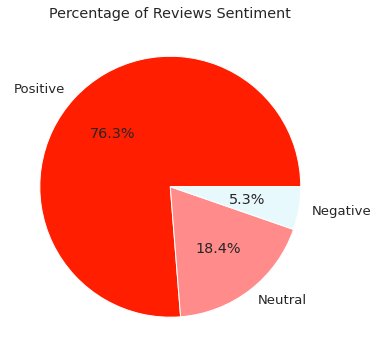 Percentage of Reviews Sentiment
Positive
76.3%
5.3%
Negative
18.4%
Neutral